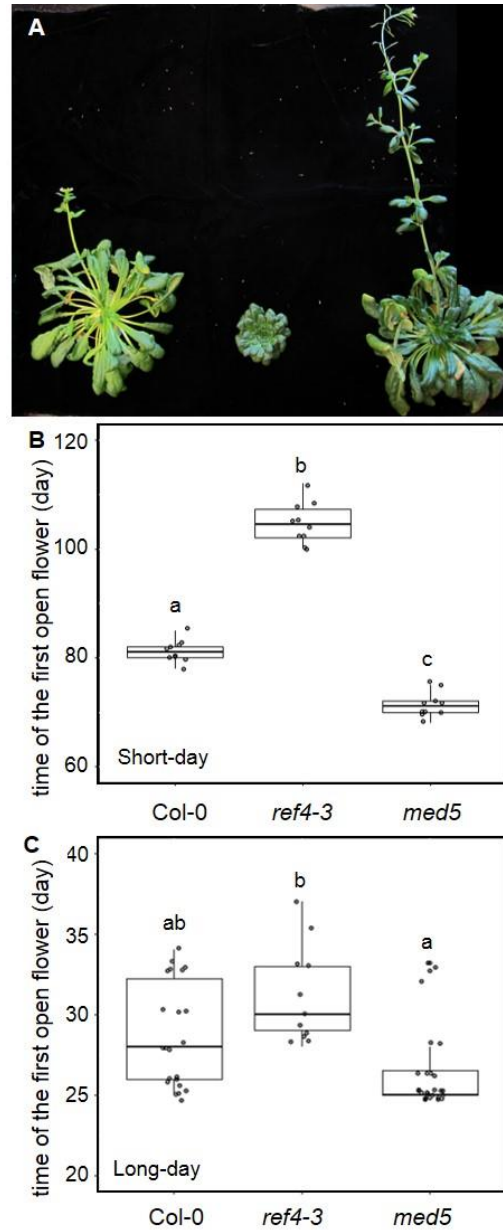 A
B
time of the first open flower (day)
120
100
80
60
a
b
c
Short-day
Col-0 ref4-3 med5
C
time of the first open flower (day)
40
35
30
25
20
ab
b
a
Long-day
Col-0 ref4-3 med5